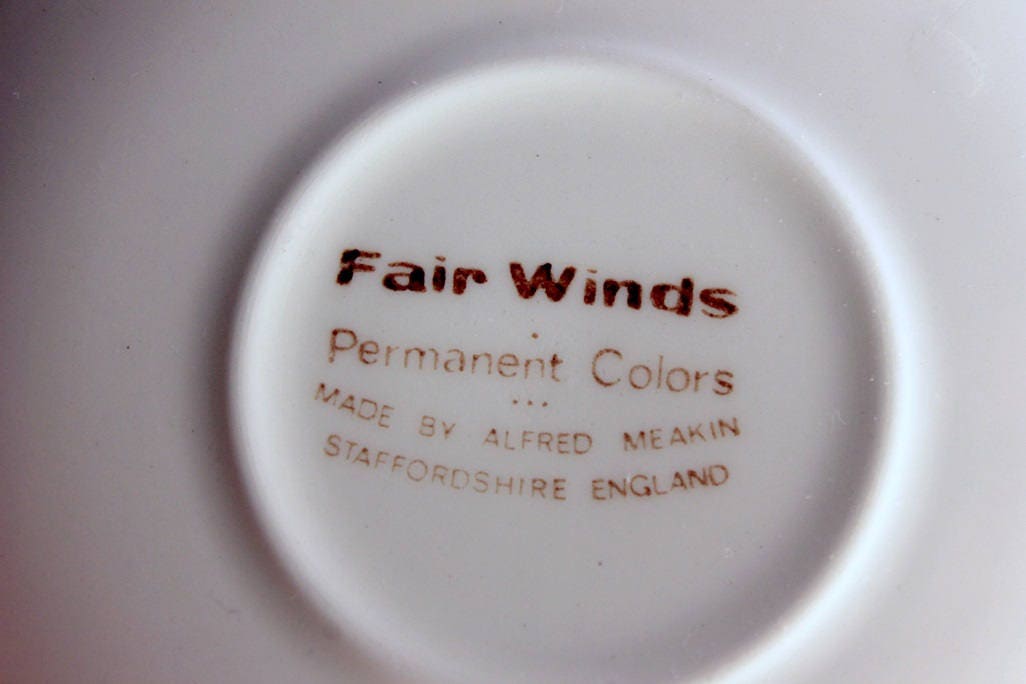 Fair Winds
Permanent Colors
MADE BY ALFRED MEAKIN
STAFFORDSHIRE ENGLAND